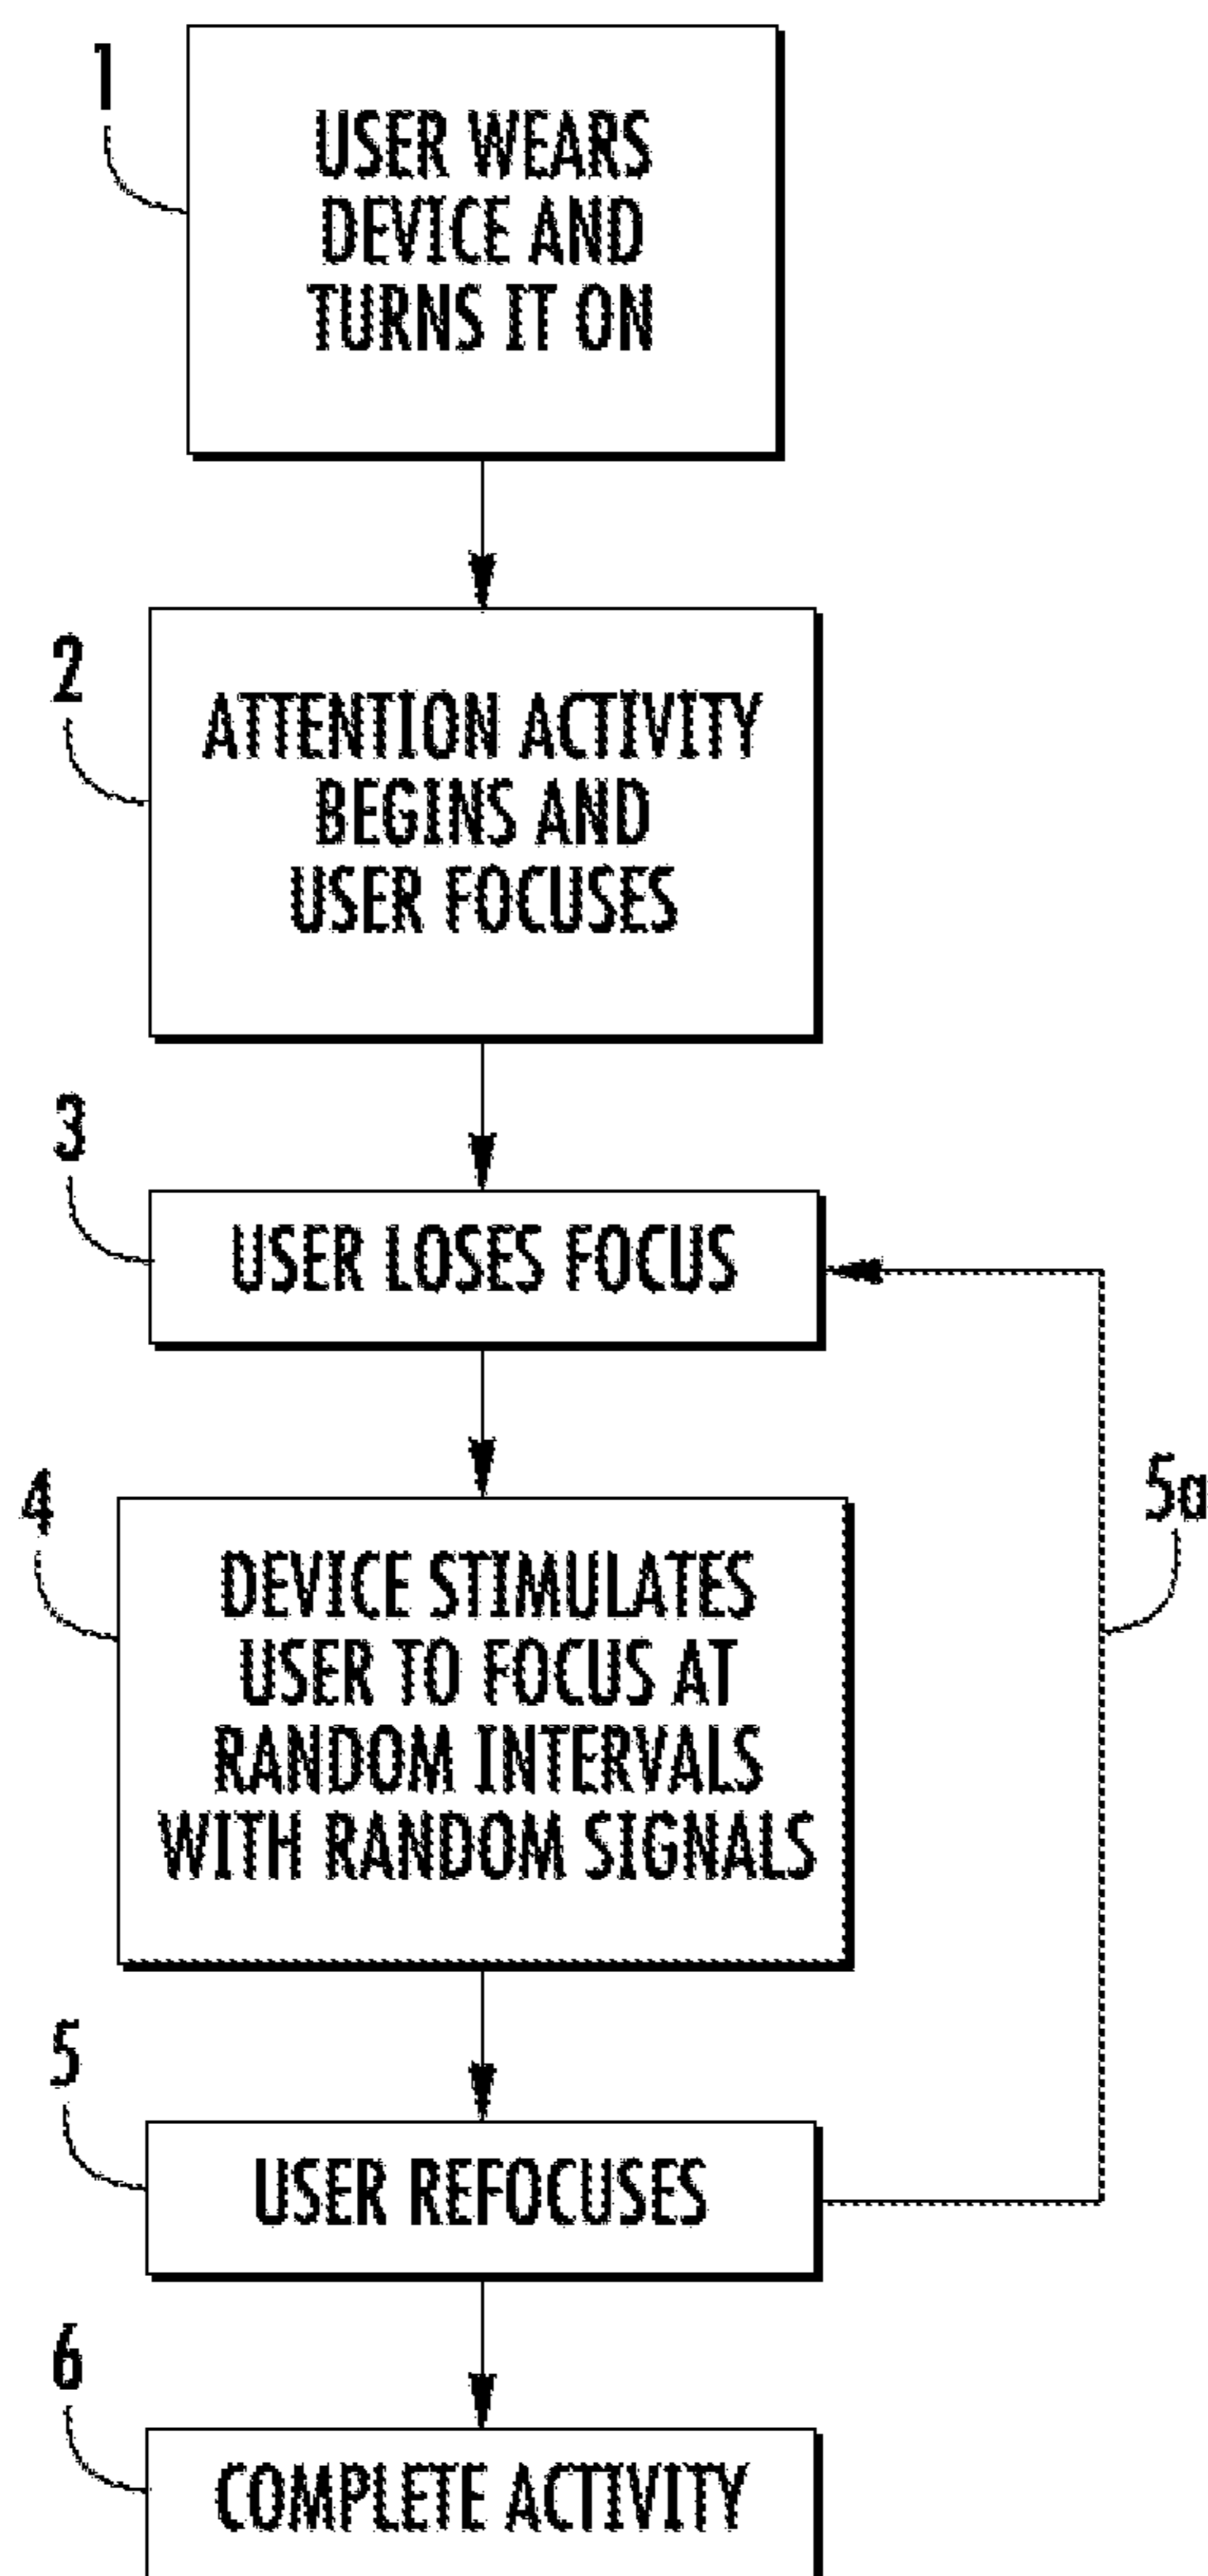 1
USER WEARS
DEVICE AND
TURNS IT ON
2
ATTENTION ACTIVITY
BEGINS AND
USER FOCUSES
3
USER LOSES FOCUS
4
DEVICE STIMULATES
USER TO FOCUS AT
RANDOM INTERVALS
WITH RANDOM SIGNALS
5a
5
USER REFOCUSES
6
COMPLETE ACTIVITY